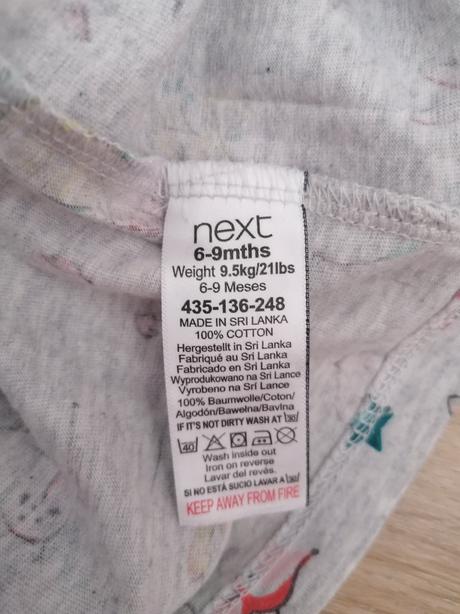 next
6-9mths
Weight 9.5kg/21lbs
6-9 Meses
435-136-248
MADE IN SRI LANKA
100% COTTON
Hergestellt in Sri Lanka
Fabriqué au Sri Lanka
Fabricado en Sri Lanka
Wyprodukowano na Sri Lance
Vyrobeno na Srí Lance
100% Baumwolle/Coton/
Algodón/Bawełna/Bavlna
IF IT'S NOT DIRTY WASH AT 30
40
Wash inside out
Iron on reverse
Lavar del revés.
SI NO ESTÁ SUCIO LAVAR A 30
KEEP AWAY FROM FIRE